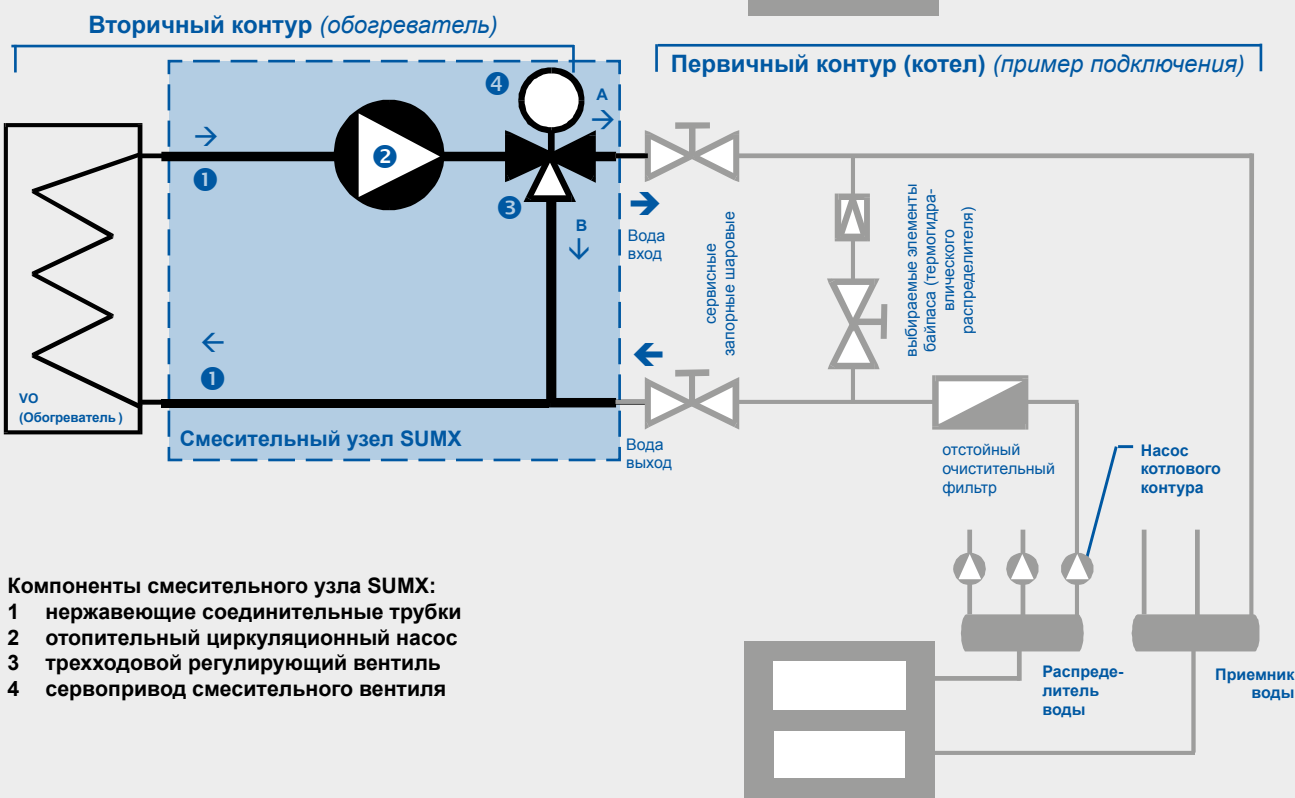 Вторичный контур (обогреватель)
Первичный контур (котел) (пример подключения)
4
A
1
2
3
B
Вода
вход
сервисные
запорные шаровые
выбираемые элементы
байпаса (термогидра-
влического
распределителя)
1
VO
(Обогреватель )
Смесительный узел SUMX
Вода
выход
отстойный
очистительный
фильтр
Насос
котлового
контура
Компоненты смесительного узла SUMX:
1 нержавеющие соединительные трубки
2 отопительный циркуляционный насос
3 трехходовой регулирующий вентиль
4 сервопривод смесительного вентиля
Распреде-
литель
воды
Приемник
воды